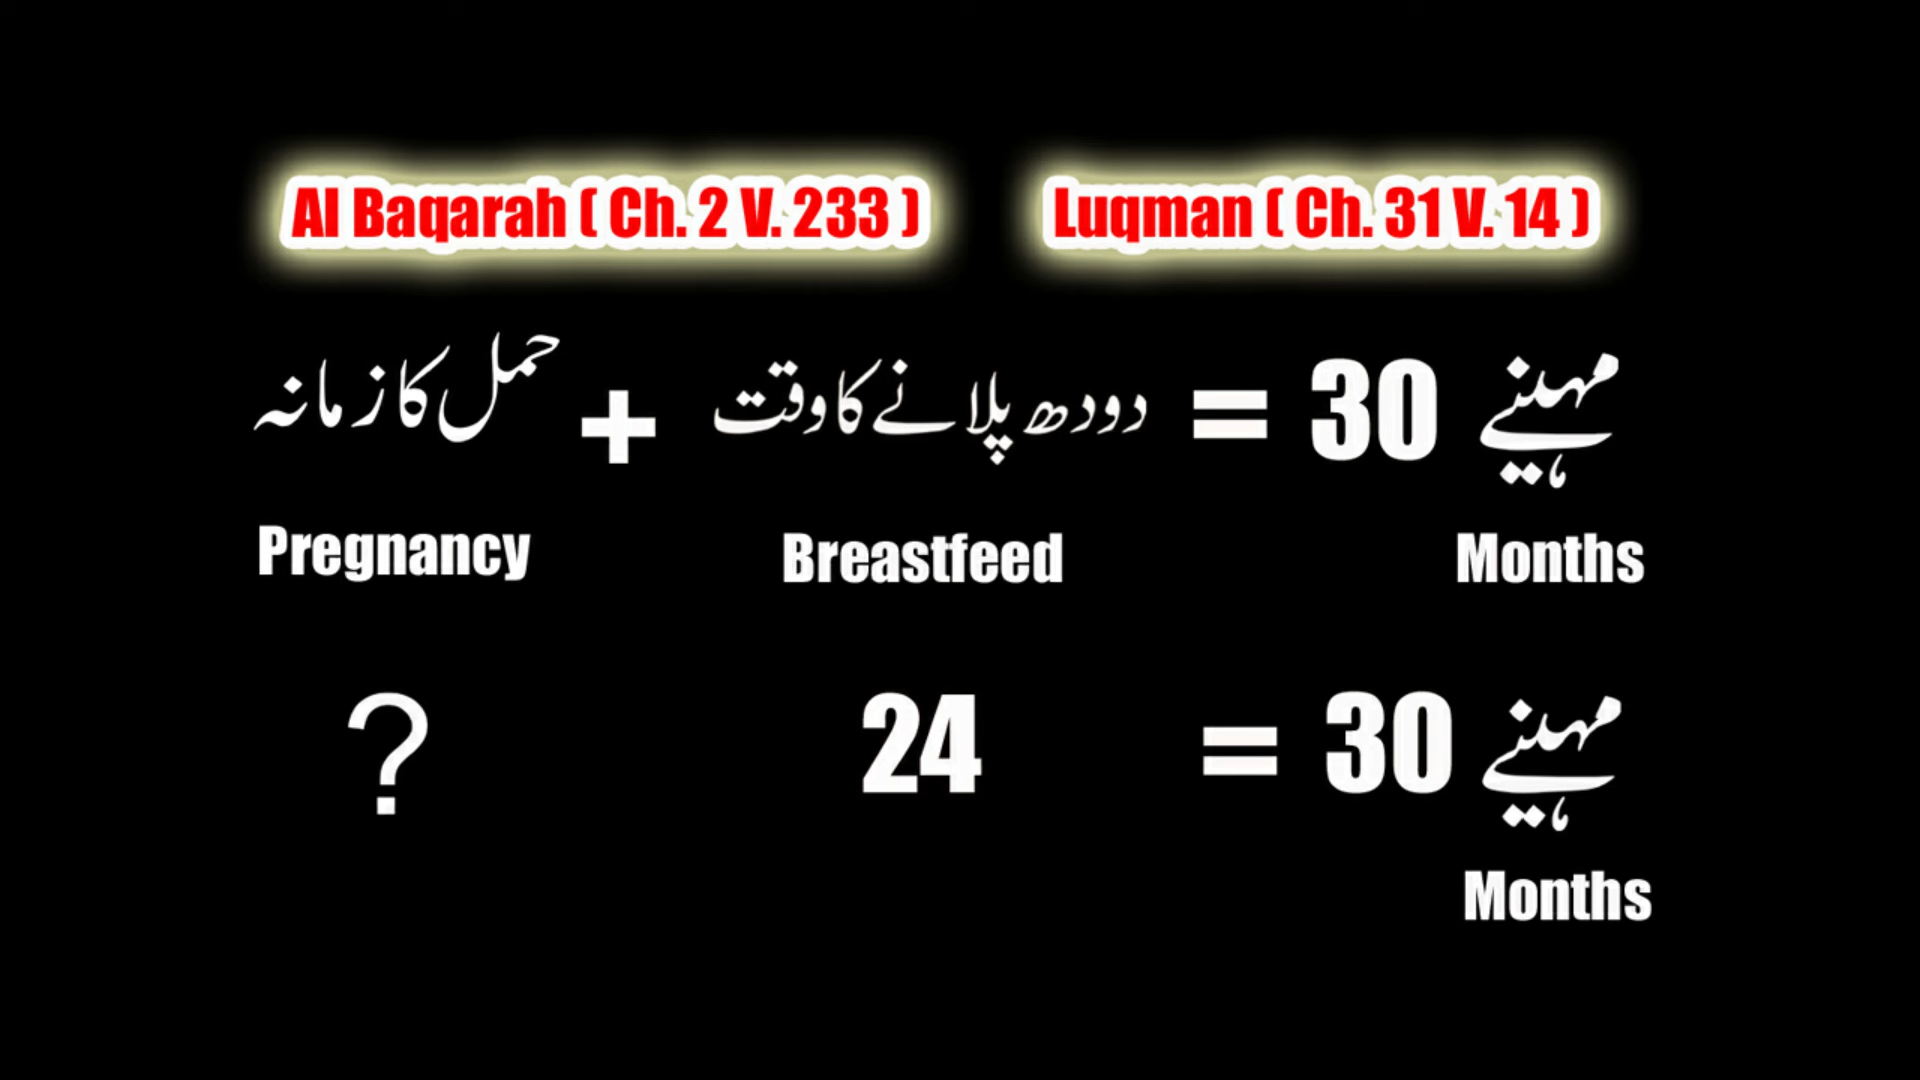 Al Baqarah ( Ch. 2 V. 233 ) Luqman ( Ch. 31 V. 14 )
حمل کا زمانہ + دودھ پلانے کا وقت = 30 مہینے
Pregnancy Breastfeed Months
? 24 = 30 مہینے
Months